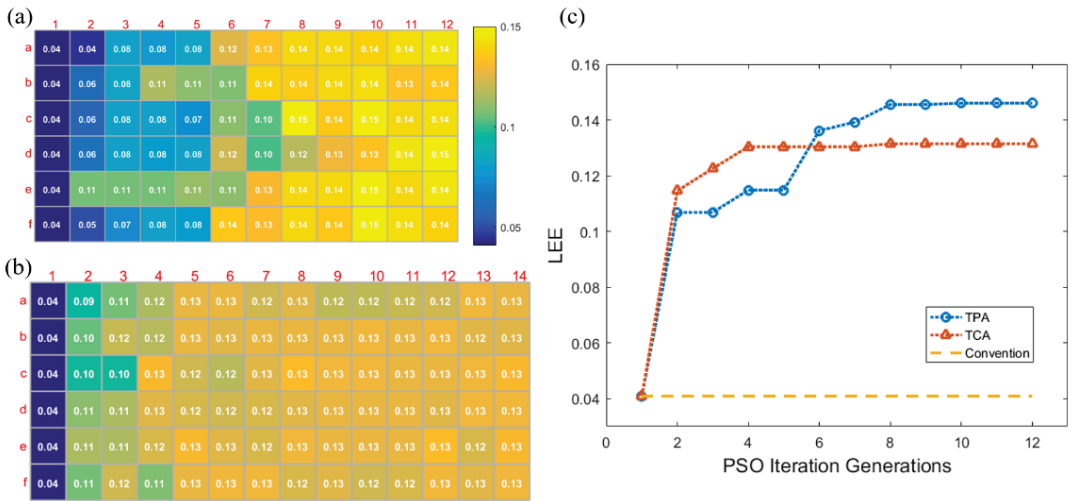 (a)
1 2 3 4 5 6 7 8 9 10 11 12
a 0.04 0.04 0.08 0.08 0.08 0.12 0.13 0.14 0.14 0.14 0.14 0.14
b 0.04 0.06 0.08 0.11 0.11 0.11 0.14 0.14 0.14 0.14 0.13 0.14
c 0.04 0.06 0.08 0.08 0.07 0.11 0.10 0.15 0.14 0.15 0.14 0.14
d 0.04 0.06 0.08 0.08 0.08 0.12 0.10 0.12 0.13 0.13 0.14 0.15
e 0.04 0.11 0.11 0.11 0.11 0.11 0.13 0.14 0.14 0.15 0.14 0.14
f 0.04 0.05 0.07 0.08 0.08 0.14 0.13 0.14 0.14 0.15 0.14 0.14
0.15
0.1
0.05
(b)
1 2 3 4 5 6 7 8 9 10 11 12 13 14
a 0.04 0.09 0.11 0.12 0.13 0.13 0.12 0.13 0.12 0.12 0.12 0.12 0.13 0.13
b 0.04 0.10 0.12 0.12 0.13 0.13 0.13 0.13 0.13 0.13 0.13 0.13 0.12 0.13
c 0.04 0.10 0.10 0.13 0.12 0.12 0.13 0.13 0.13 0.13 0.13 0.13 0.13 0.13
d 0.04 0.11 0.11 0.13 0.12 0.12 0.12 0.13 0.13 0.13 0.13 0.13 0.13 0.13
e 0.04 0.11 0.11 0.12 0.13 0.12 0.13 0.12 0.13 0.12 0.12 0.13 0.12 0.13
f 0.04 0.11 0.12 0.11 0.13 0.13 0.13 0.12 0.13 0.12 0.12 0.13 0.13 0.13
(c)
0.16
0.14
0.12
0.1
0.08
0.06
0.04
LEE
TPA
TCA
Convention
0 2 4 6 8 10 12
PSO Iteration Generations